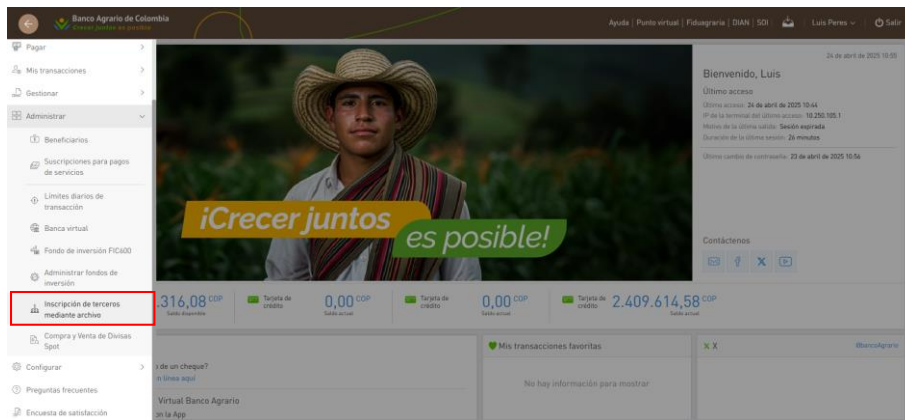 Banco Agrario de Colombia
Crecer juntos es posible
Ayuda | Punto virtual | Fiduagraria | DIAN | SOI
Luis Peres
Salir
Pagar
Mis transacciones
Gestionar
Administrar
Beneficiarios
Suscripciones para pagos
de servicios
Límites diarios de
transacción
Banca virtual
Fondo de inversión FIC600
Administrar fondos de
inversión
Inscripción de terceros
mediante archivo
Compra y Venta de Divisas
Spot
Configurar
Preguntas frecuentes
Encuesta de satisfacción
¡Crecer juntos
es posible!
24 de abril de 2025 10:55
Bienvenido, Luis
Último acceso
Último acceso: 24 de abril de 2025 10:44
IP de la terminal del último acceso: 10.250.105.1
Motivo de la última salida: Sesión expirada
Duración de la última sesión: 26 minutos
Último cambio de contraseña: 23 de abril de 2025 10:56
Contáctenos
.316,08 COP
Saldo disponible
Tarjeta de
crédito
0,00 COP
Saldo actual
Tarjeta de
crédito
0,00 COP
Saldo actual
Tarjeta de
crédito
2.409.614,58 COP
Saldo actual
de un cheque?
n línea aquí
Virtual Banco Agrario
en la App
Mis transacciones favoritas
No hay información para mostrar
X
@bancoAgrario